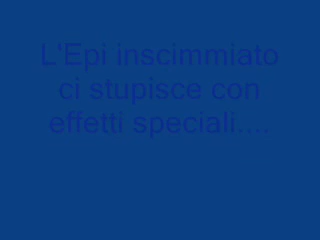 L'Epi inscimmiato
ci stupisce con
effetti speciali....